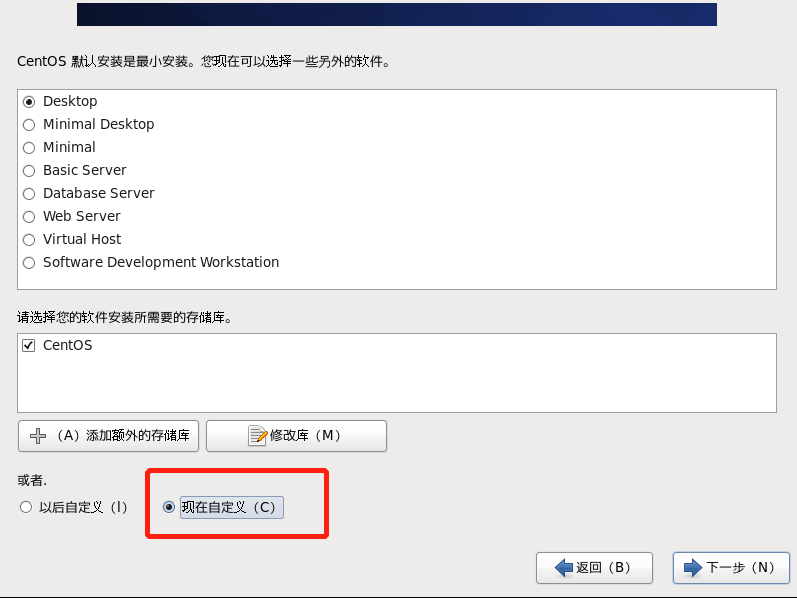 CentOS 默认安装是最小安装。您现在可以选择一些另外的软件。
Desktop
Minimal Desktop
Minimal
Basic Server
Database Server
Web Server
Virtual Host
Software Development Workstation
请选择您的软件安装所需要的存储库。
CentOS
（A）添加额外的存储库 修改库（M）
或者.
以后自定义（l） 现在自定义（C）
返回（B） 下一步（N）